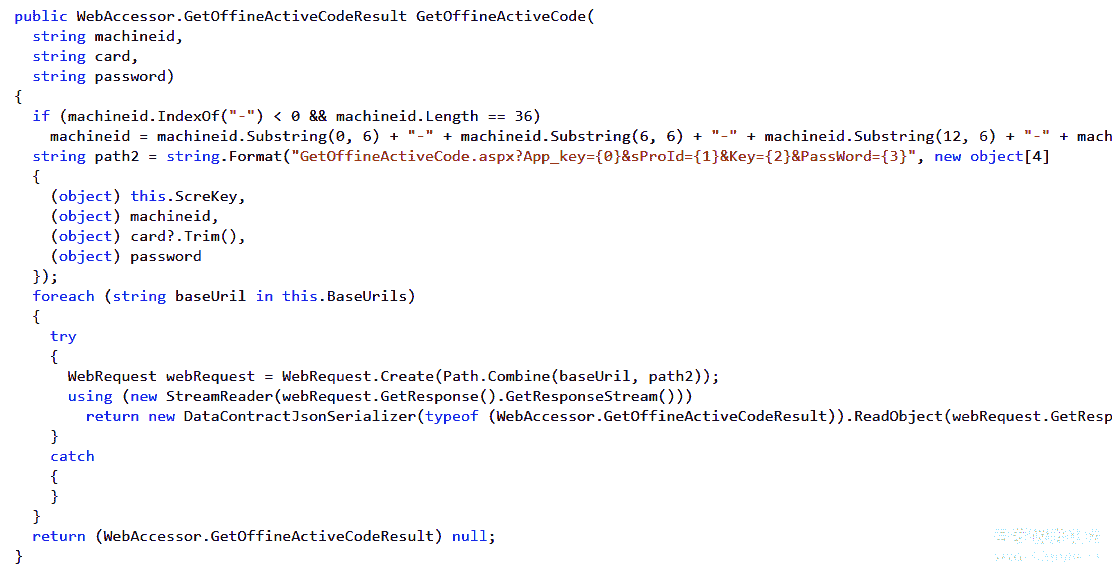 public WebAccessor.GetOffineActiveCodeResult GetOffineActiveCode(
string machineid,
string card,
string password)
{
if (machineid.IndexOf("-") < 0 && machineid.Length == 36)
machineid = machineid.Substring(0, 6) + "-" + machineid.Substring(6, 6) + "-" + machineid.Substring(12, 6) + "-" + mach
string path2 = string.Format("GetOffineActiveCode.aspx?App_key={0}&sProId={1}&Key={2}&PassWord={3}", new object[4]
{
(object) this.ScreKey,
(object) machineid,
(object) card?.Trim(),
(object) password
});
foreach (string baseUril in this.BaseUrils)
{
try
{
WebRequest webRequest = WebRequest.Create(Path.Combine(baseUril, path2));
using (new StreamReader(webRequest.GetResponse().GetResponseStream()))
return new DataContractJsonSerializer(typeof (WebAccessor.GetOffineActiveCodeResult)).ReadObject(webRequest.GetResp
}
catch
{
}
}
return (WebAccessor.GetOffineActiveCodeResult) null;
}